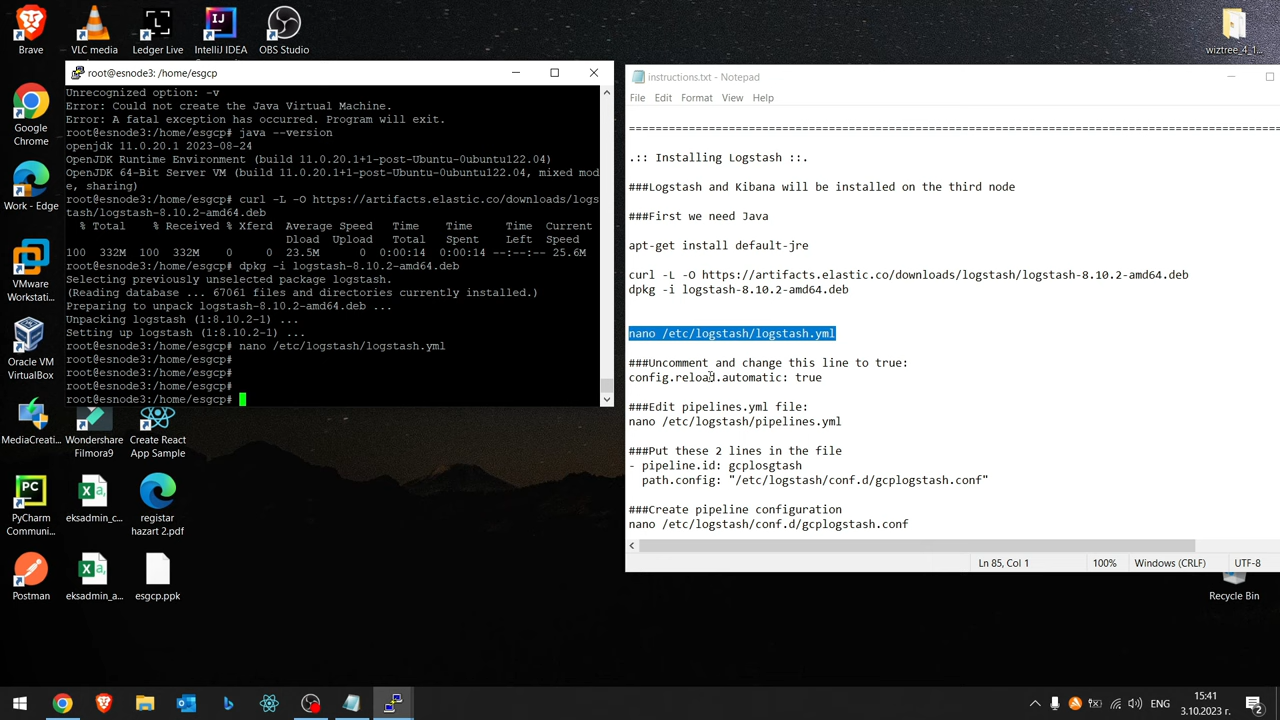 Brave
VLC media
Ledger Live
IntelliJ IDEA
OBS Studio
wiztree_4_1...
Google
Chrome
Work - Edge
VMware
Workstati...
Oracle VM
VirtualBox
MediaCreati...
Wondershare
Filmora9
Create React
App Sample
PyCharm
Communi...
eksadmin_c...
registar
hazart 2.pdf
Postman
eksadmin_a...
esgcp.ppk
Recycle Bin
root@esnode3: /home/esgcp
Unrecognized option: -v
Error: Could not create the Java Virtual Machine.
Error: A fatal exception has occurred. Program will exit.
root@esnode3:/home/esgcp# java --version
openjdk 11.0.20.1 2023-08-24
OpenJDK Runtime Environment (build 11.0.20.1+1-post-Ubuntu-0ubuntu122.04)
OpenJDK 64-Bit Server VM (build 11.0.20.1+1-post-Ubuntu-0ubuntu122.04, mixed mod
e, sharing)
root@esnode3:/home/esgcp# curl -L -O https://artifacts.elastic.co/downloads/logs
tash/logstash-8.10.2-amd64.deb
% Total % Received % Xferd Average Speed Time Time Time Current
Dload Upload Total Spent Left Speed
100 332M 100 332M 0 0 23.5M 0 0:00:14 0:00:14 --:--:-- 25.6M
root@esnode3:/home/esgcp# dpkg -i logstash-8.10.2-amd64.deb
Selecting previously unselected package logstash.
(Reading database ... 67061 files and directories currently installed.)
Preparing to unpack logstash-8.10.2-amd64.deb ...
Unpacking logstash (1:8.10.2-1) ...
Setting up logstash (1:8.10.2-1) ...
root@esnode3:/home/esgcp# nano /etc/logstash/logstash.yml
root@esnode3:/home/esgcp#
root@esnode3:/home/esgcp#
root@esnode3:/home/esgcp#
root@esnode3:/home/esgcp#
instructions.txt - Notepad
File Edit Format View Help
==================================================================================================
.:: Installing Logstash ::.
###Logstash and Kibana will be installed on the third node
###First we need Java
apt-get install default-jre
curl -L -O https://artifacts.elastic.co/downloads/logstash/logstash-8.10.2-amd64.deb
dpkg -i logstash-8.10.2-amd64.deb
nano /etc/logstash/logstash.yml
###Uncomment and change this line to true:
config.reload.automatic: true
###Edit pipelines.yml file:
nano /etc/logstash/pipelines.yml
###Put these 2 lines in the file
- pipeline.id: gcplosgtash
path.config: "/etc/logstash/conf.d/gcplogstash.conf"
###Create pipeline configuration
nano /etc/logstash/conf.d/gcplogstash.conf
Ln 85, Col 1 100% Windows (CRLF) UTF-8
ЕНГ
15:41
3.10.2023 г.
2